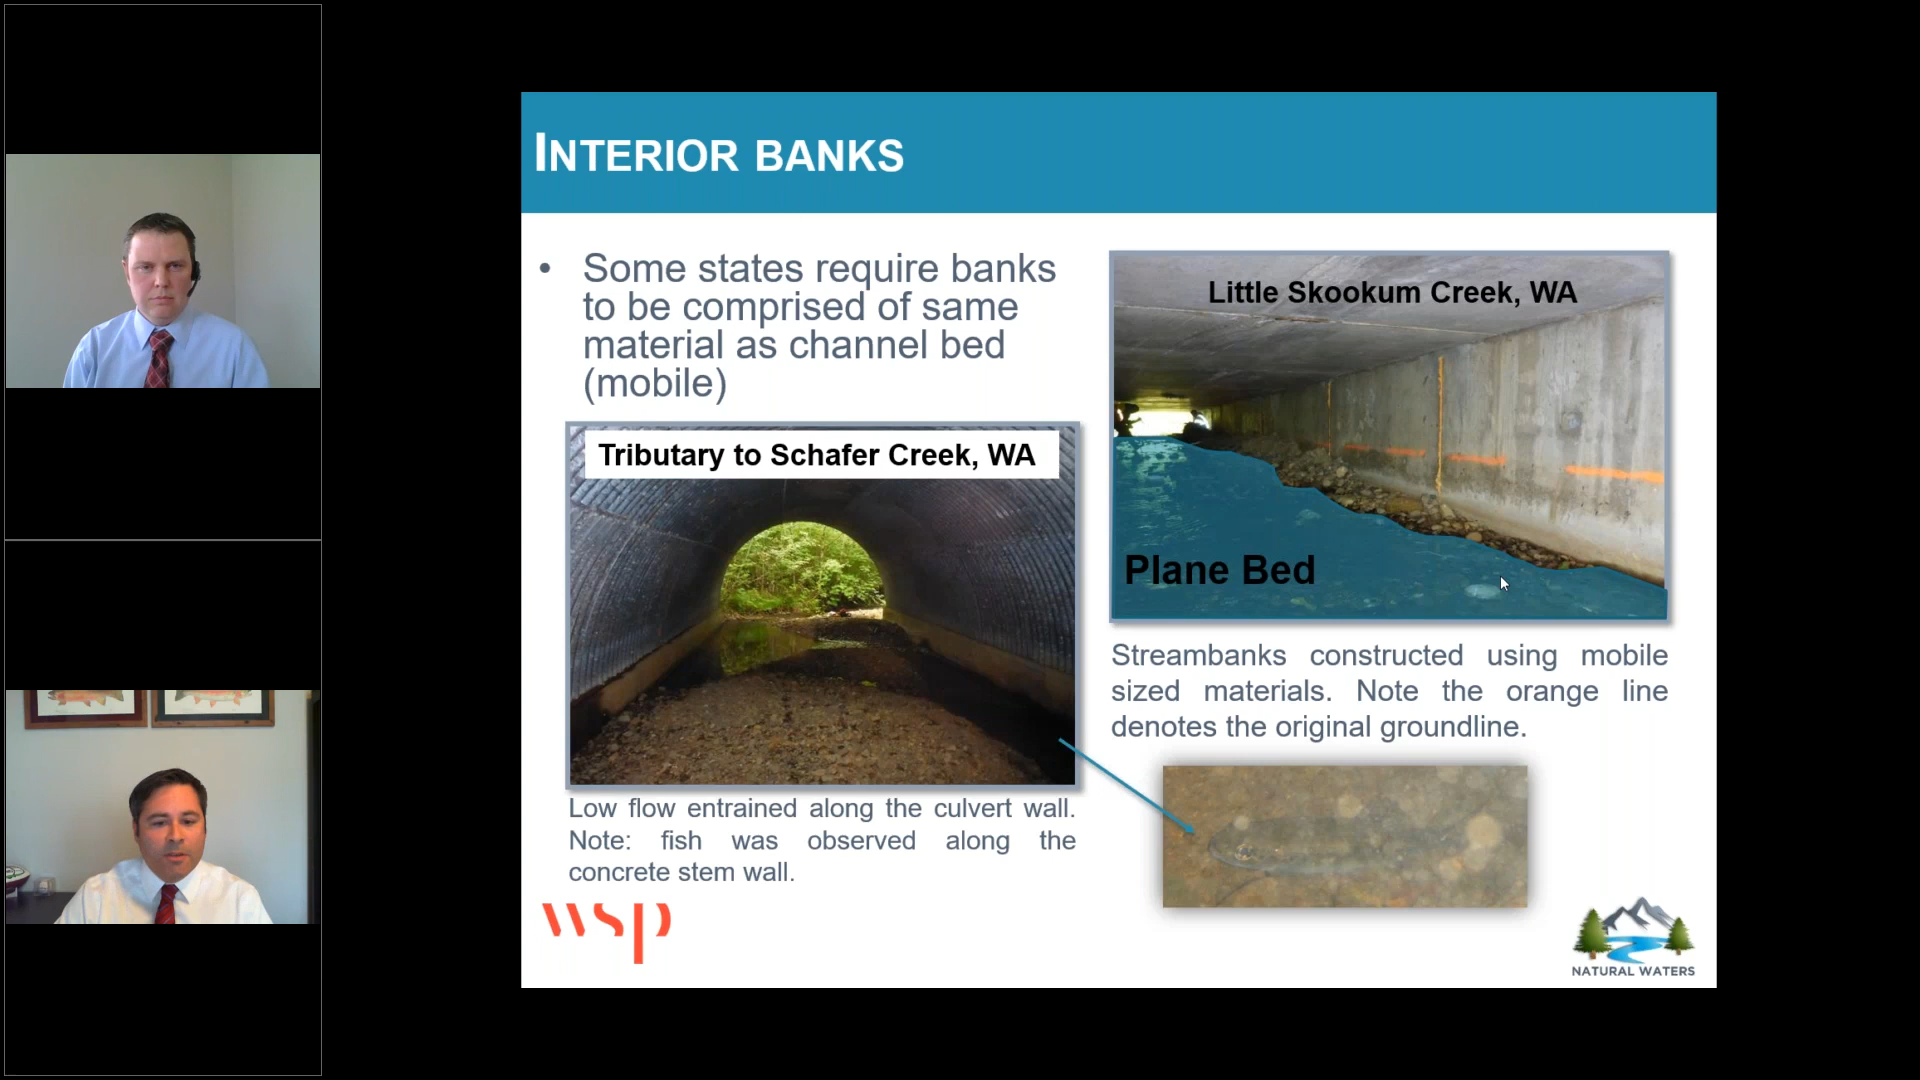 INTERIOR BANKS
• Some states require banks
to be comprised of same
material as channel bed
(mobile)
Tributary to Schafer Creek, WA
Low flow entrained along the culvert wall.
Note: fish was observed along the
concrete stem wall.
Little Skookum Creek, WA
Plane Bed
Streambanks constructed using mobile
sized materials. Note the orange line
denotes the original groundline.
wsp
NATURAL WATERS